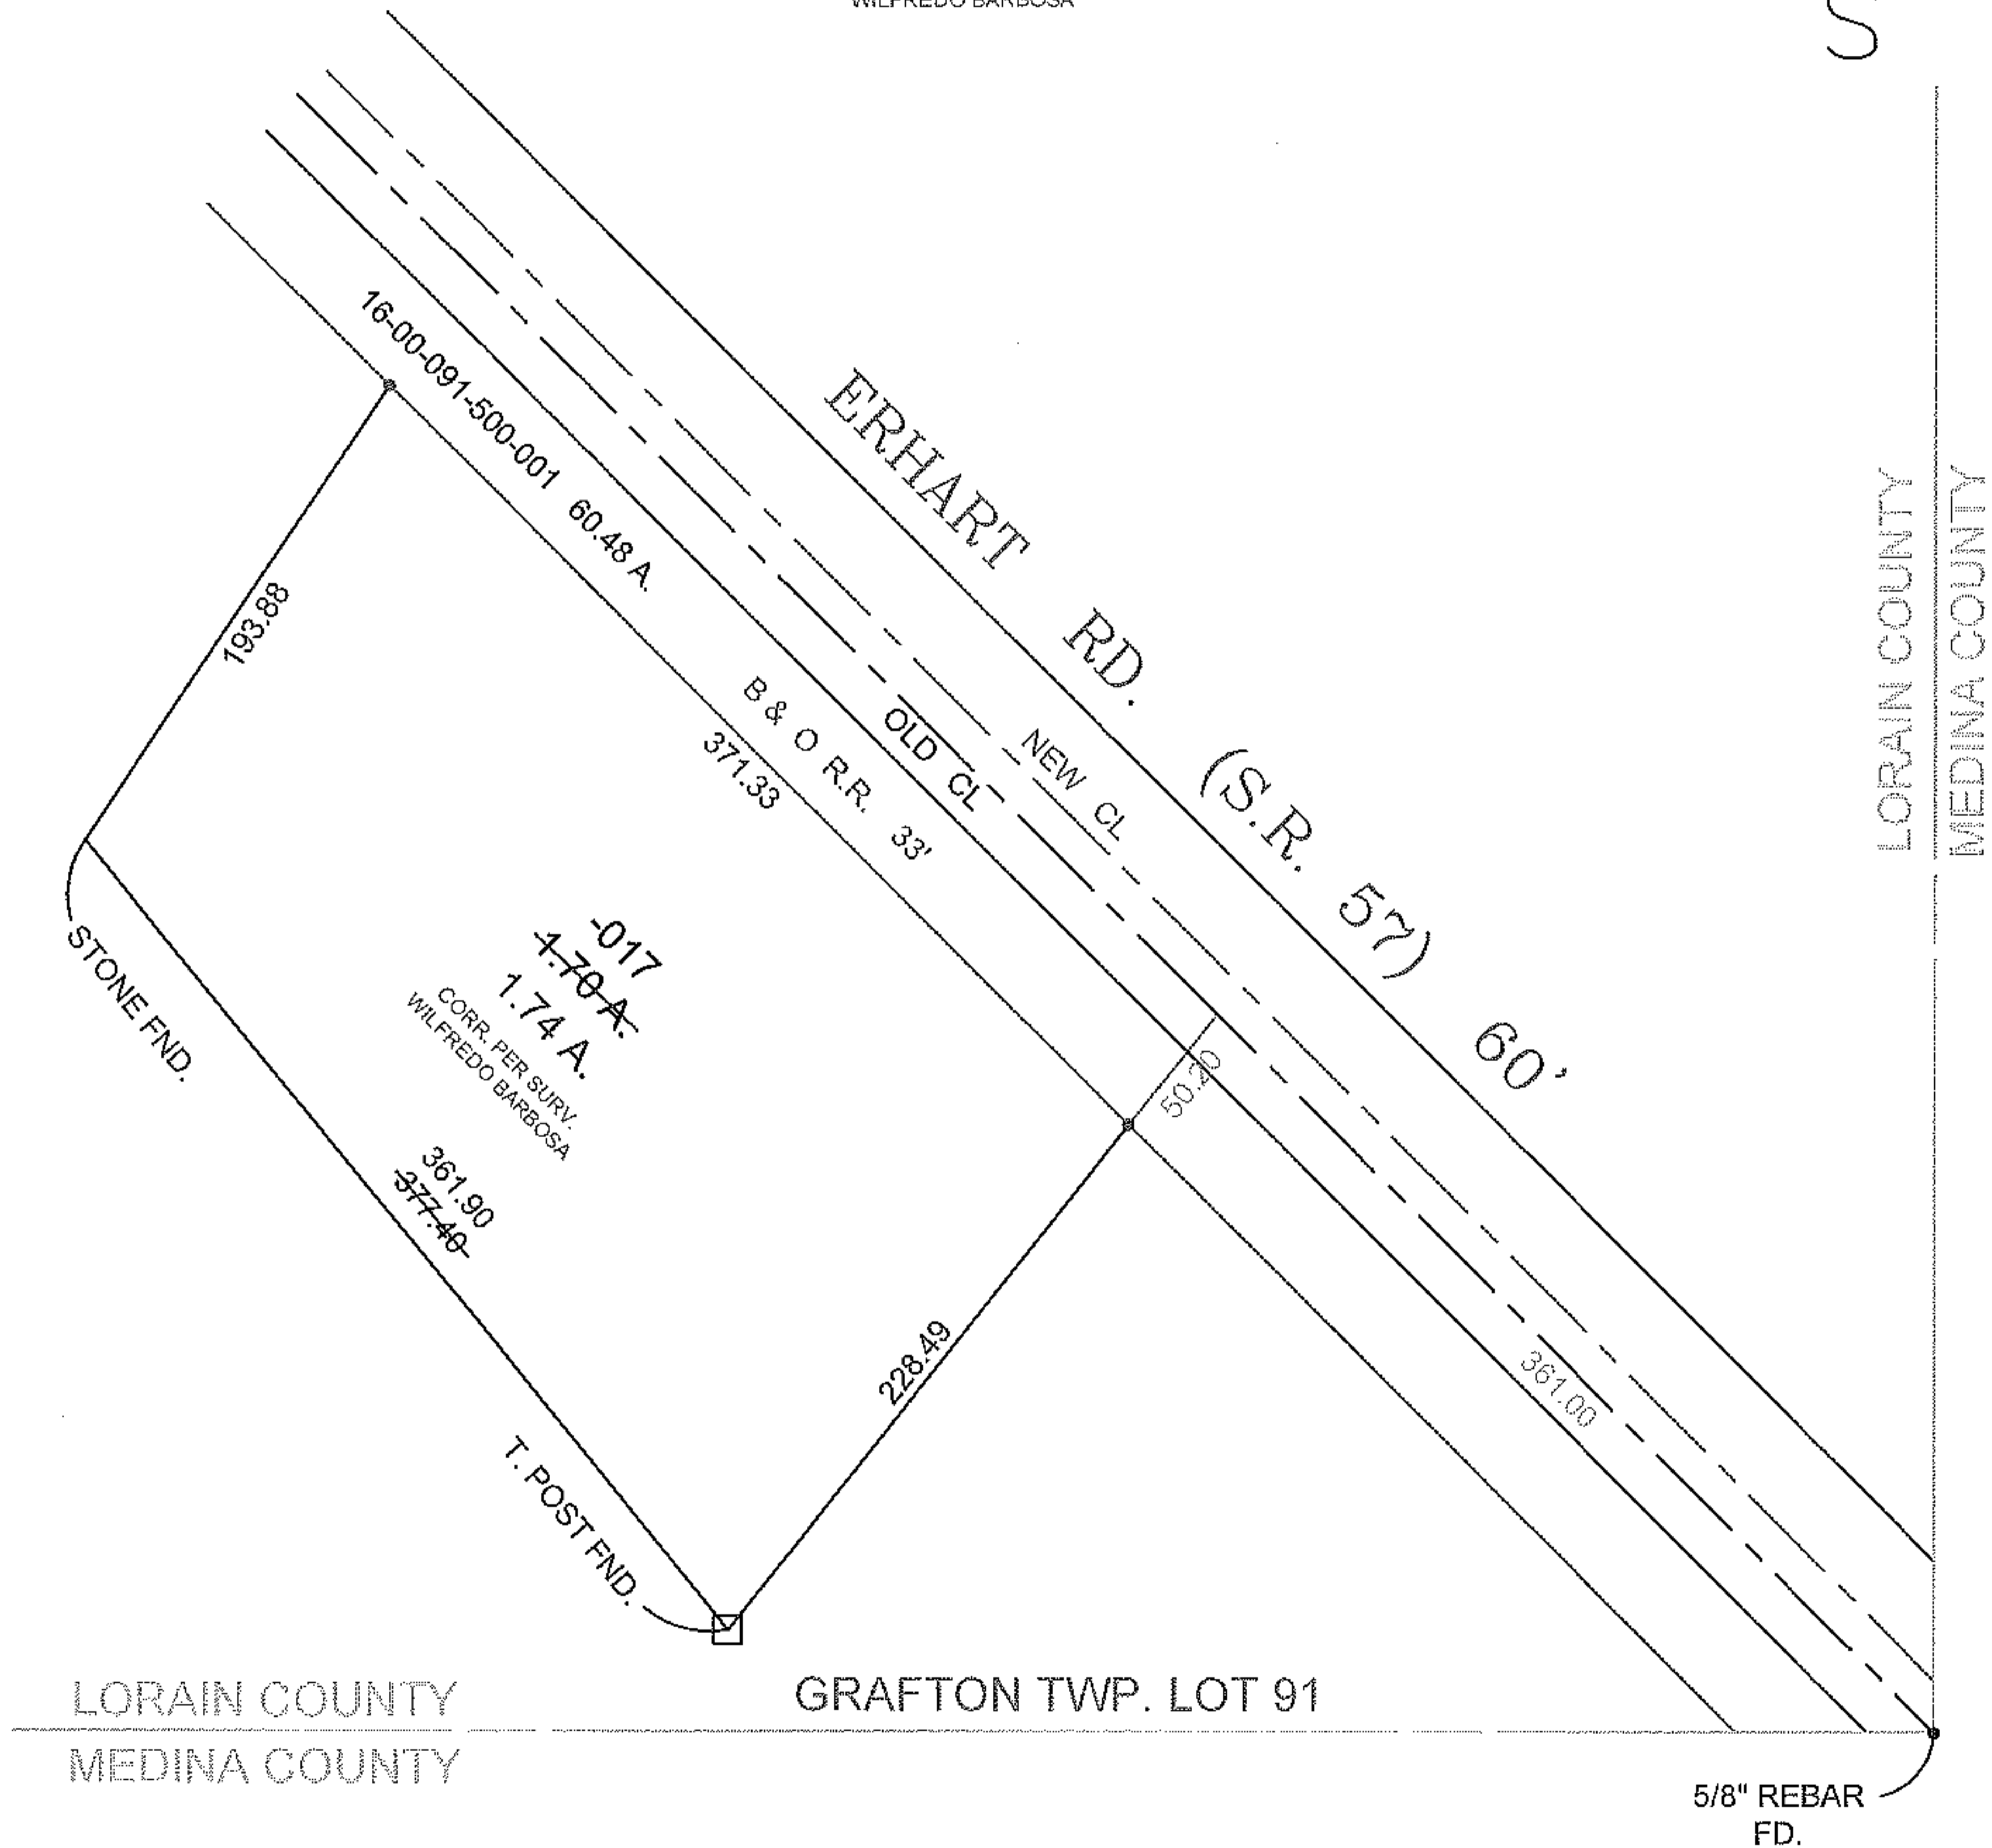 WILFREDO BARBOSA
S
16-00-091-500-001 60.48 A.
ERHART RD. (S.R. 57) 60'
LORAIN COUNTY
MEDINA COUNTY
193.88
B & O R.R. 33'
371.33
OLD CL
NEW CL
STONE FND.
-017
1.70 A.
1.74 A.
CORR. PER SURV.
WILFREDO BARBOSA
50.20
361.90
377.40
228.49
361.00
T. POST FND.
LORAIN COUNTY
GRAFTON TWP. LOT 91
MEDINA COUNTY
5/8" REBAR
FD.